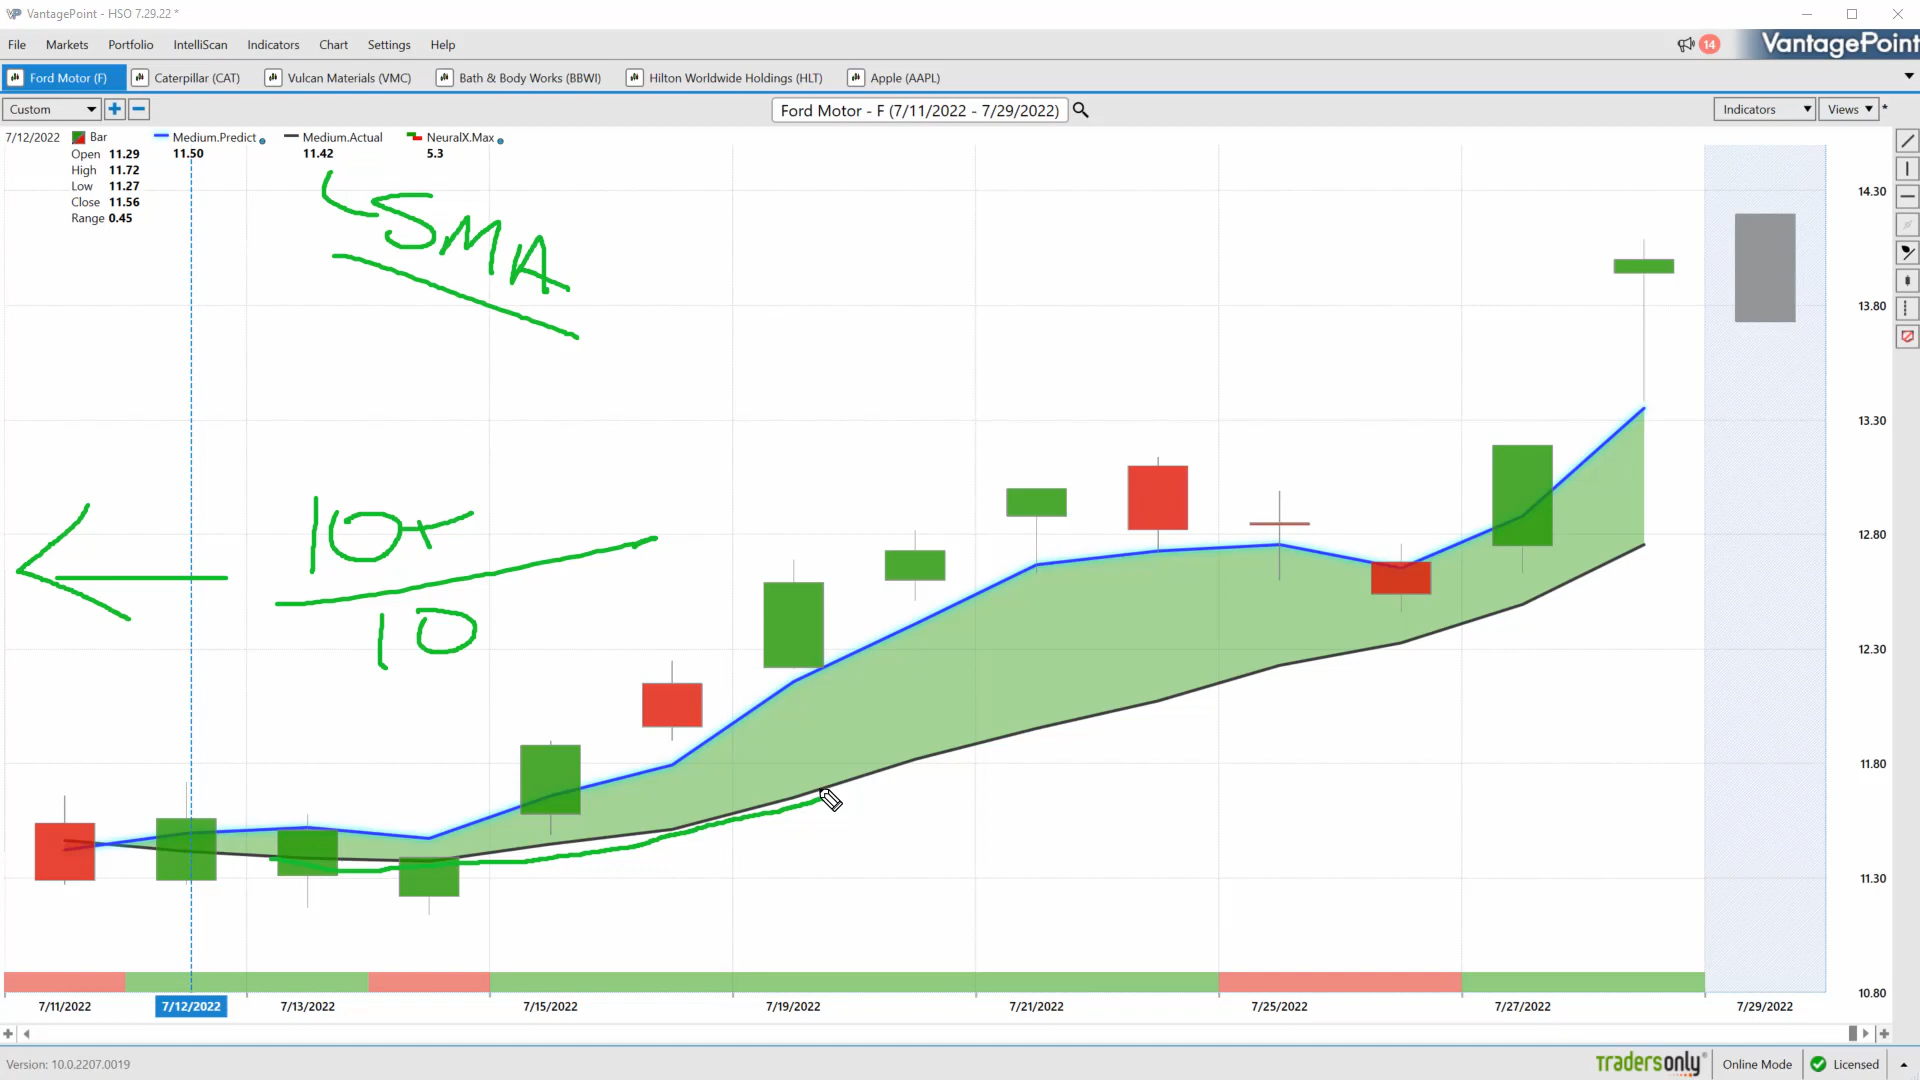 VP VantagePoint - HSO 7.29.22 *
File Markets Portfolio IntelliScan Indicators Chart Settings Help 14 VantagePoint
Ford Motor (F) Caterpillar (CAT) Vulcan Materials (VMC) Bath & Body Works (BBWI) Hilton Worldwide Holdings (HLT) Apple (AAPL)
Custom Ford Motor - F (7/11/2022 - 7/29/2022) Indicators Views *
7/12/2022 Bar Medium.Predict Medium.Actual NeuralX.Max
Open 11.29 11.50 11.42 5.3
High 11.72
Low 11.27
Close 11.56
Range 0.45
SMA
14.30
13.80
13.30
12.80
12.30
11.80
11.30
10.80
10
10
7/11/2022 7/12/2022 7/13/2022 7/15/2022 7/19/2022 7/21/2022 7/25/2022 7/27/2022 7/29/2022
Version: 10.0.2207.0019 tradersonly Online Mode Licensed